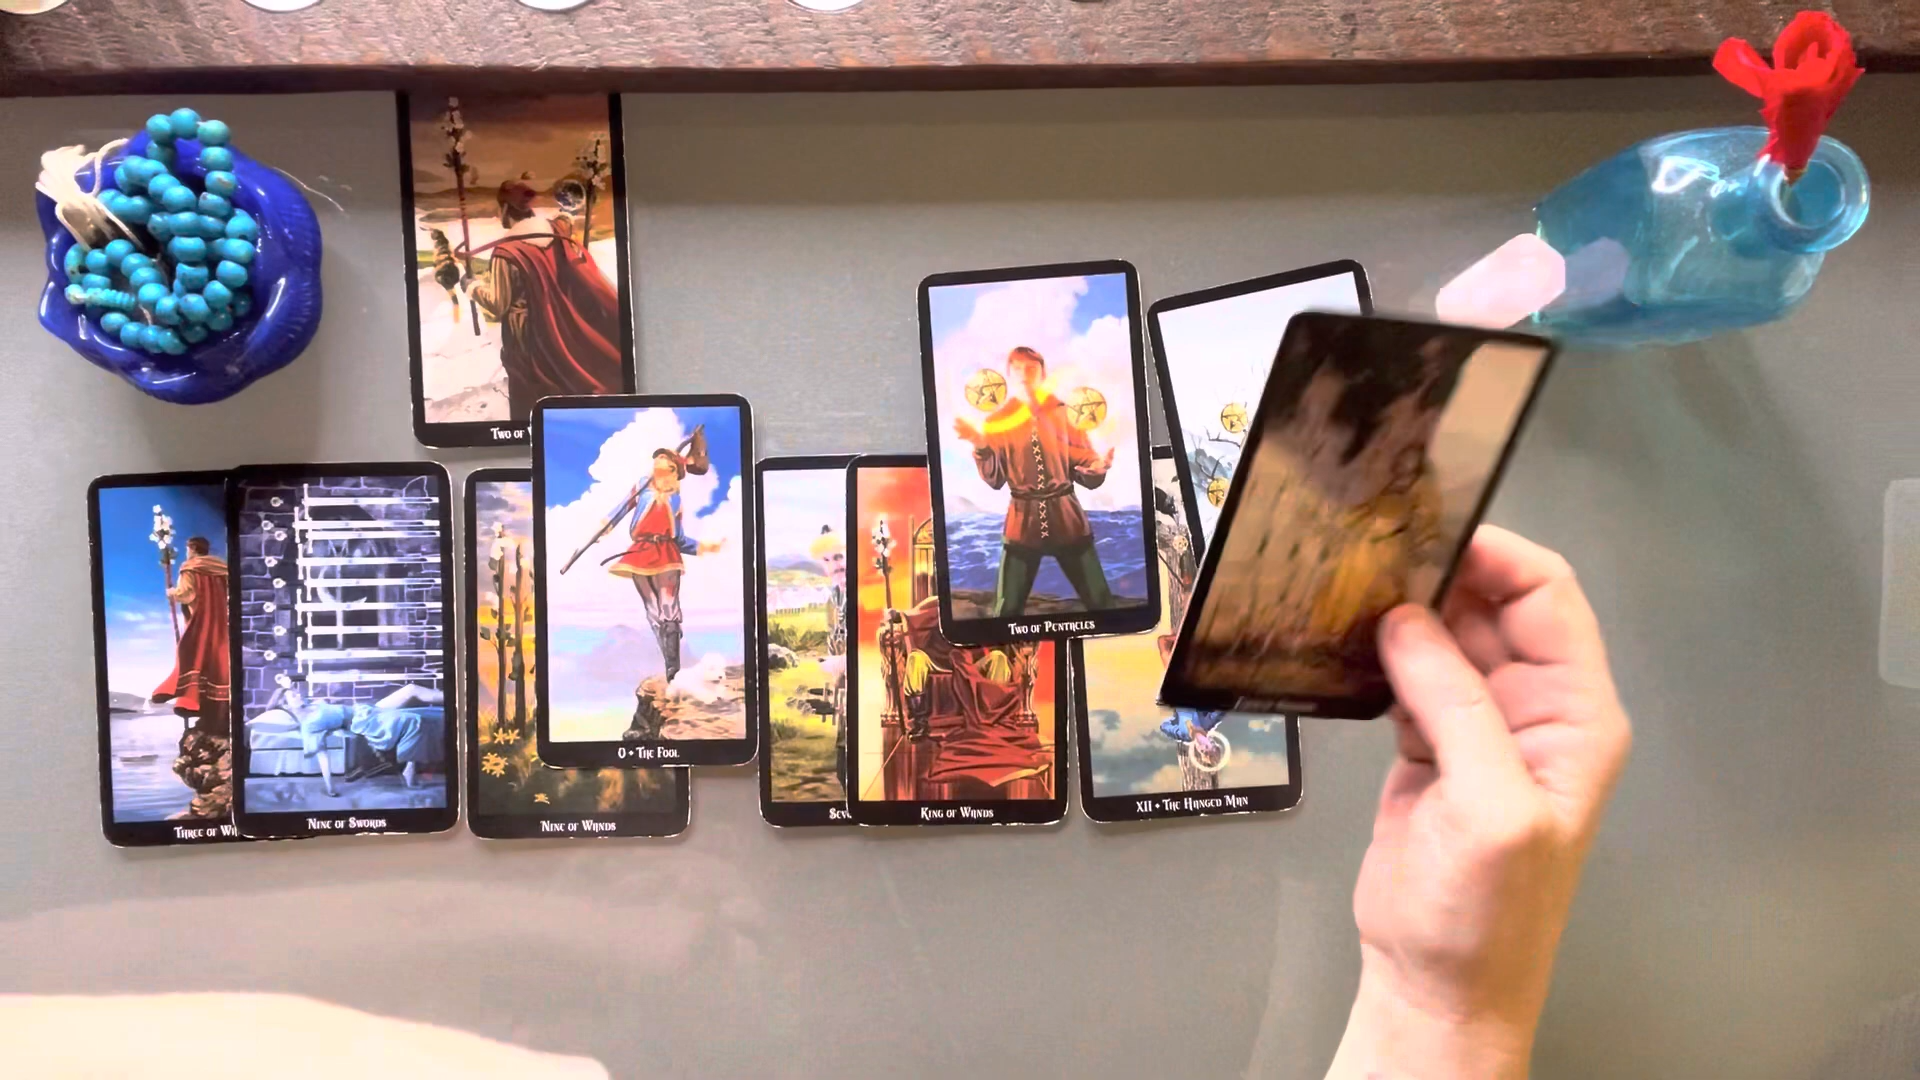 Two of
0 • The Fool
Two of Pentacles
Three of
Nine of Swords
Nine of Wands
King of Wands
XII • The Hanged Man